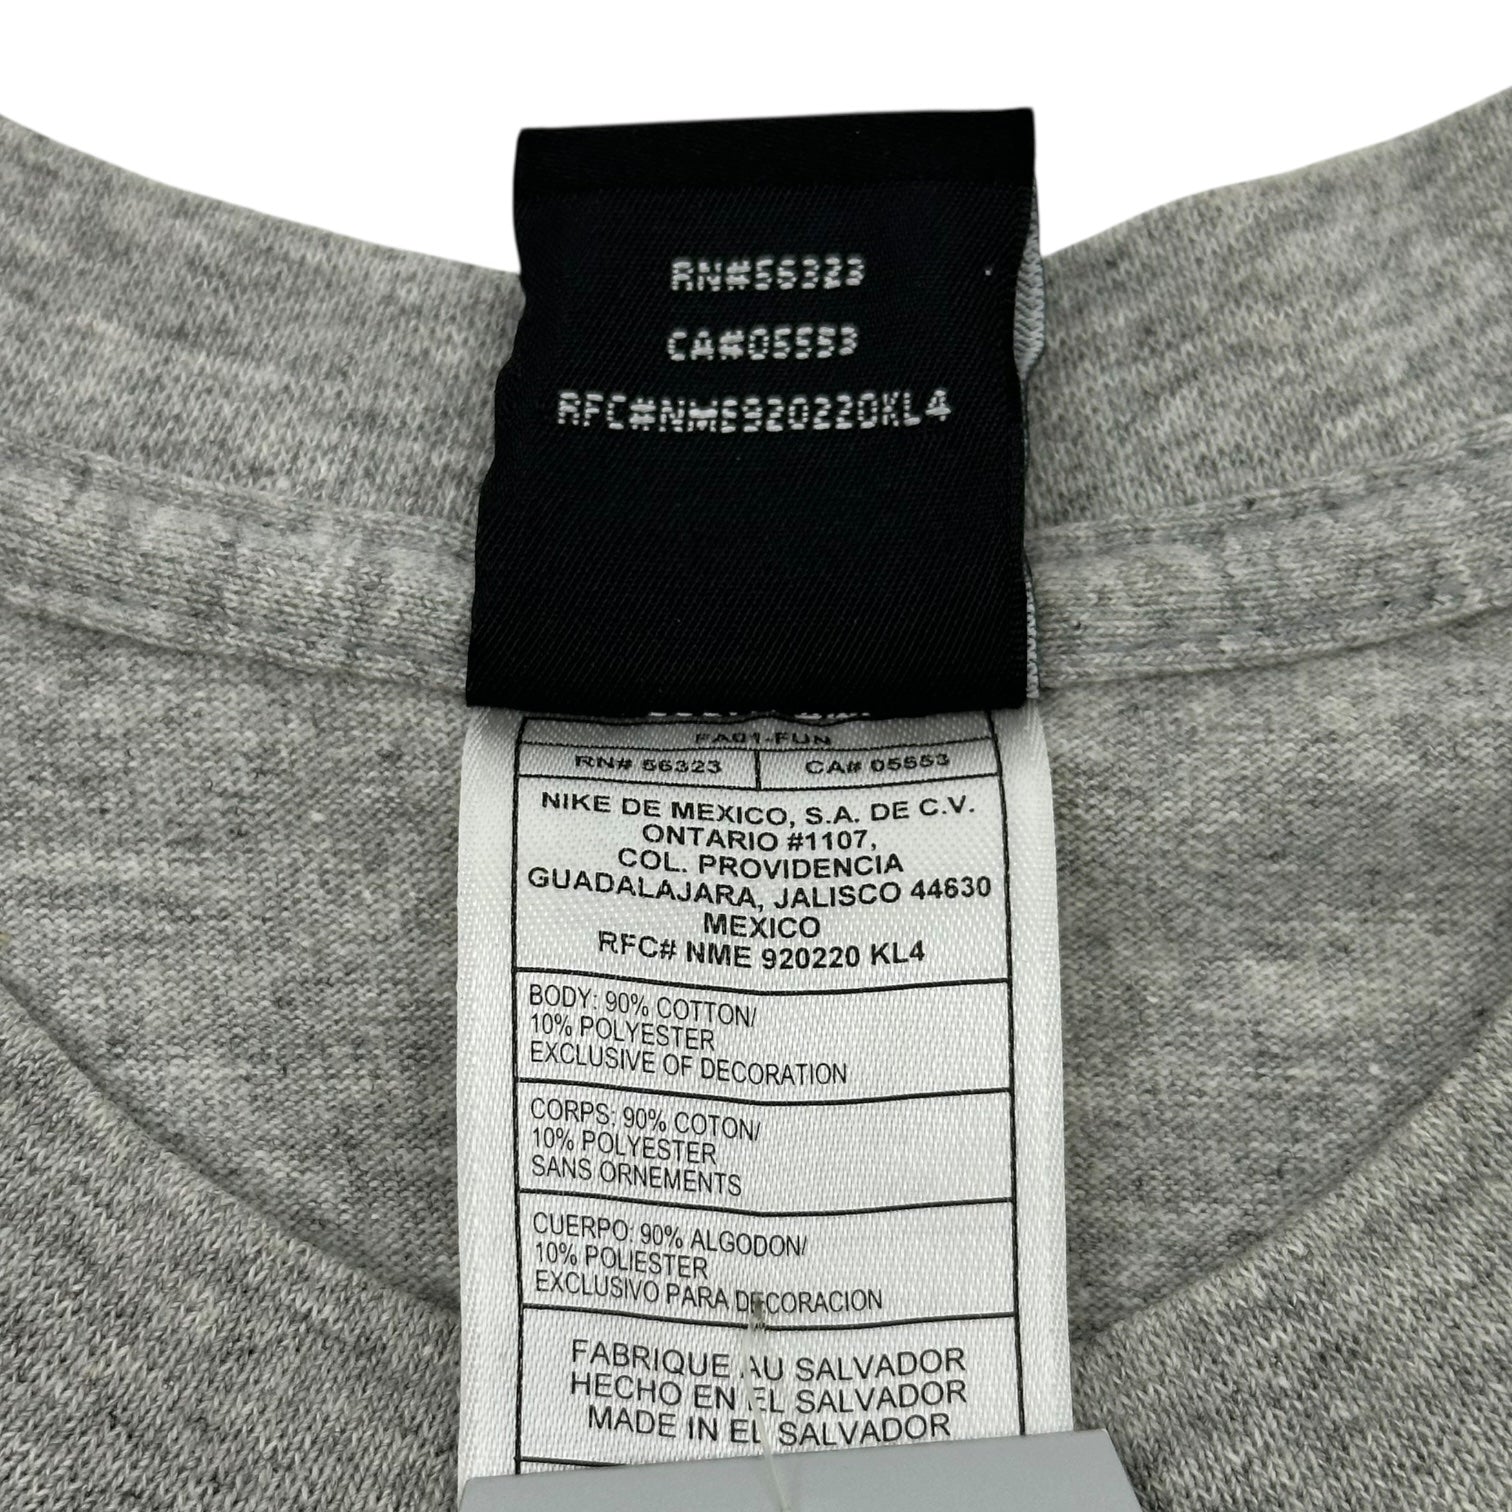 RN#56323
CA#05553
RFC#NME920220KL4
FA01-FUN
RN# 56323 CA# 05553
NIKE DE MEXICO, S.A. DE C.V.
ONTARIO #1107,
COL. PROVIDENCIA
GUADALAJARA, JALISCO 44630
MEXICO
RFC# NME 920220 KL4
BODY: 90% COTTON/
10% POLYESTER
EXCLUSIVE OF DECORATION
CORPS: 90% COTON/
10% POLYESTER
SANS ORNEMENTS
CUERPO: 90% ALGODON/
10% POLIESTER
EXCLUSIVO PARA DECORACION
FABRIQUE AU SALVADOR
HECHO EN EL SALVADOR
MADE IN EL SALVADOR